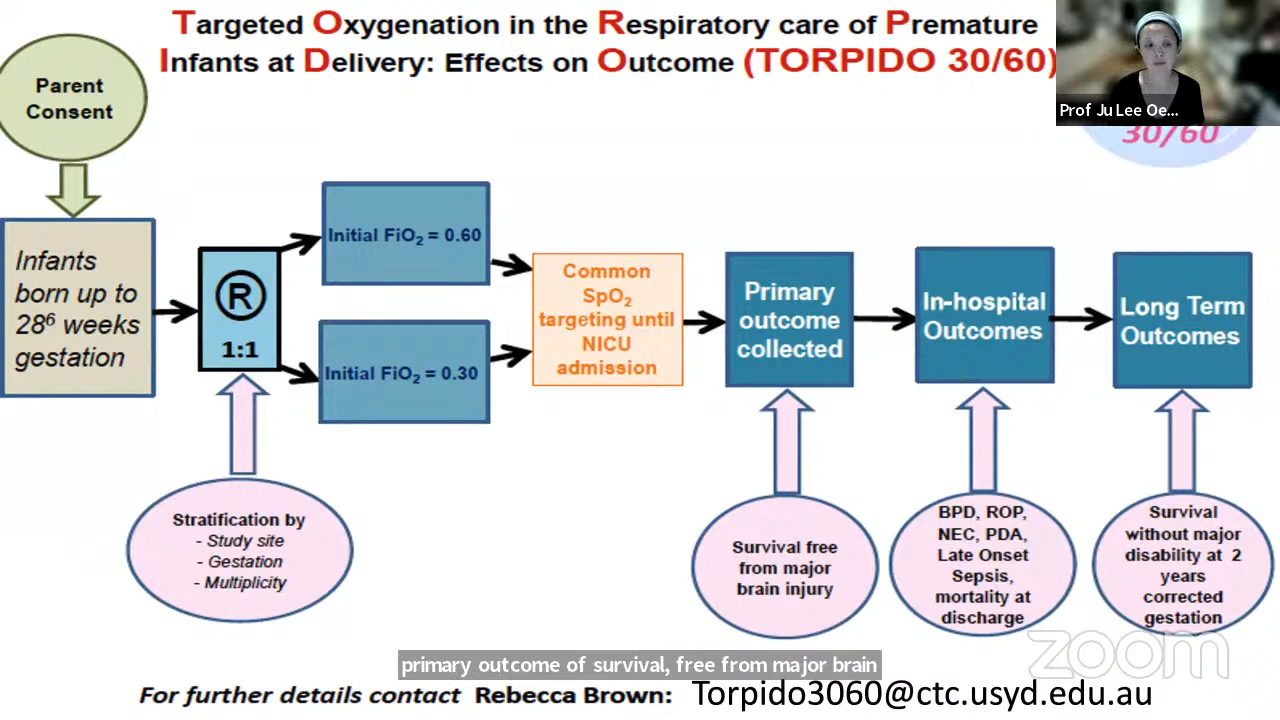 Targeted Oxygenation in the Respiratory care of Premature
Infants at Delivery: Effects on Outcome (TORPIDO 30/60)
Prof Ju Lee Oe...
30/60
Parent
Consent
Infants
born up to
28⁶ weeks
gestation
®
1:1
Initial FiO₂ = 0.60
Initial FiO₂ = 0.30
Common
SpO₂
targeting until
NICU
admission
Primary
outcome
collected
In-hospital
Outcomes
Long Term
Outcomes
Stratification by
- Study site
- Gestation
- Multiplicity
Survival free
from major
brain injury
BPD, ROP,
NEC, PDA,
Late Onset
Sepsis,
mortality at
discharge
Survival
without major
disability at 2
years
corrected
gestation
zoom
primary outcome of survival, free from major brain
For further details contact Rebecca Brown: Torpido3060@ctc.usyd.edu.au